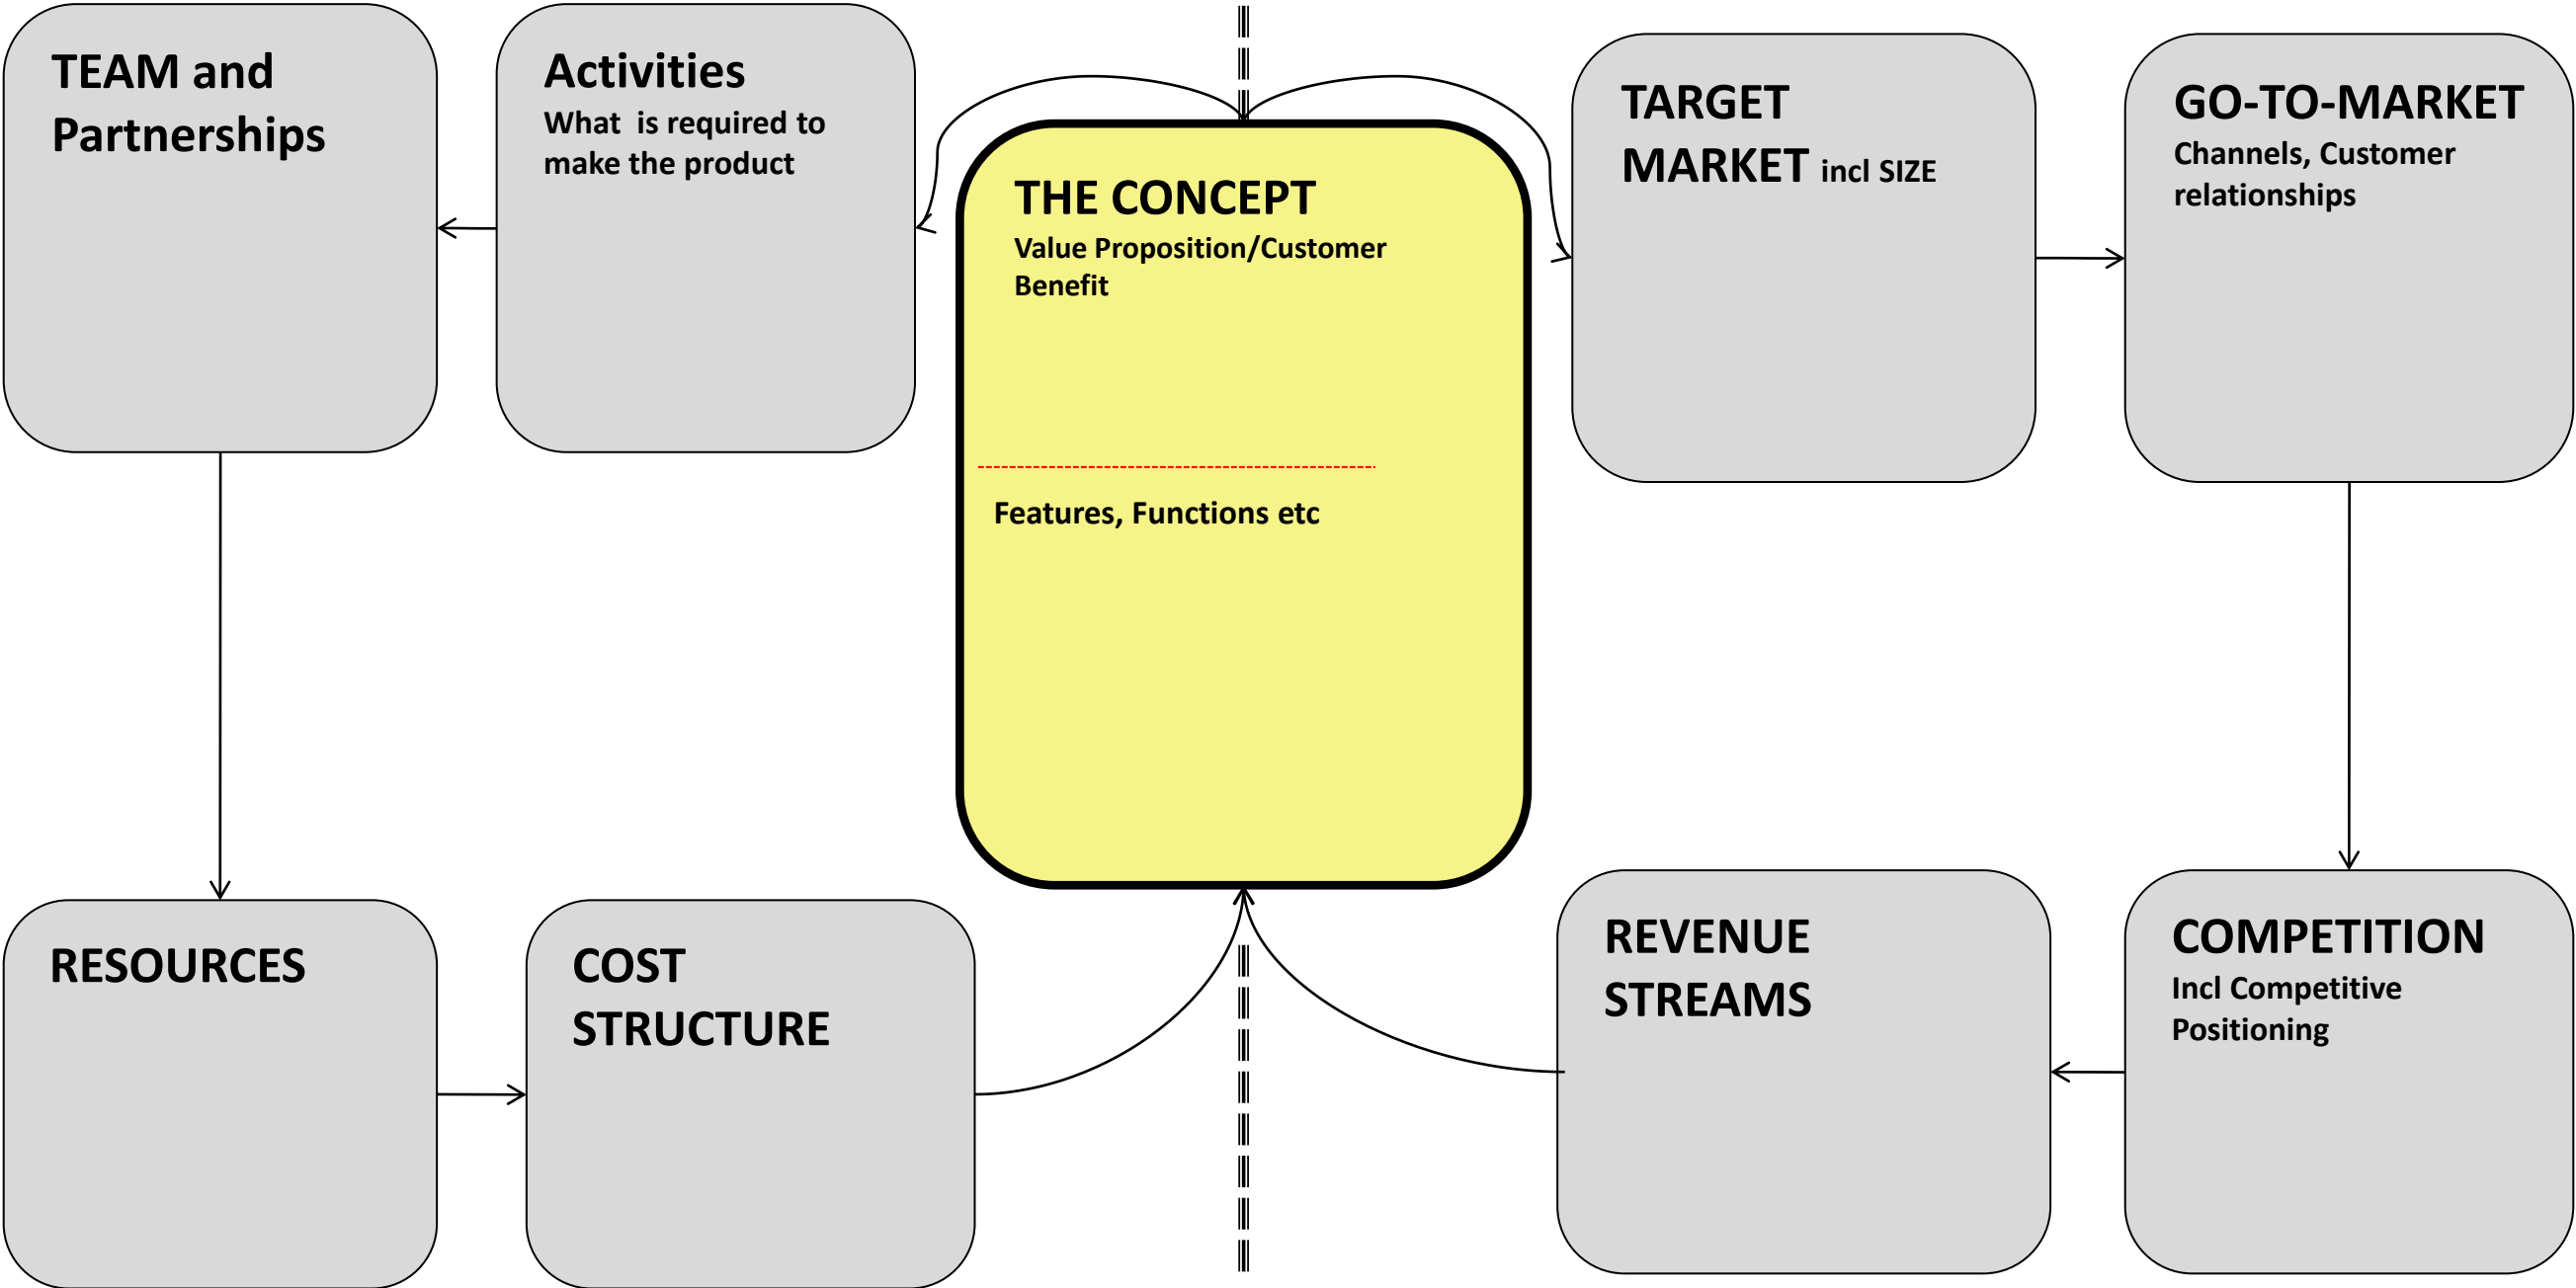 TEAM and
Partnerships
Activities
What  is required to
make the product
THE CONCEPT
Value Proposition/Customer
Benefit
Features, Functions etc
TARGET
MARKET incl SIZE
GO-TO-MARKET
Channels, Customer
relationships
RESOURCES
COST
STRUCTURE
REVENUE
STREAMS
COMPETITION
Incl Competitive
Positioning